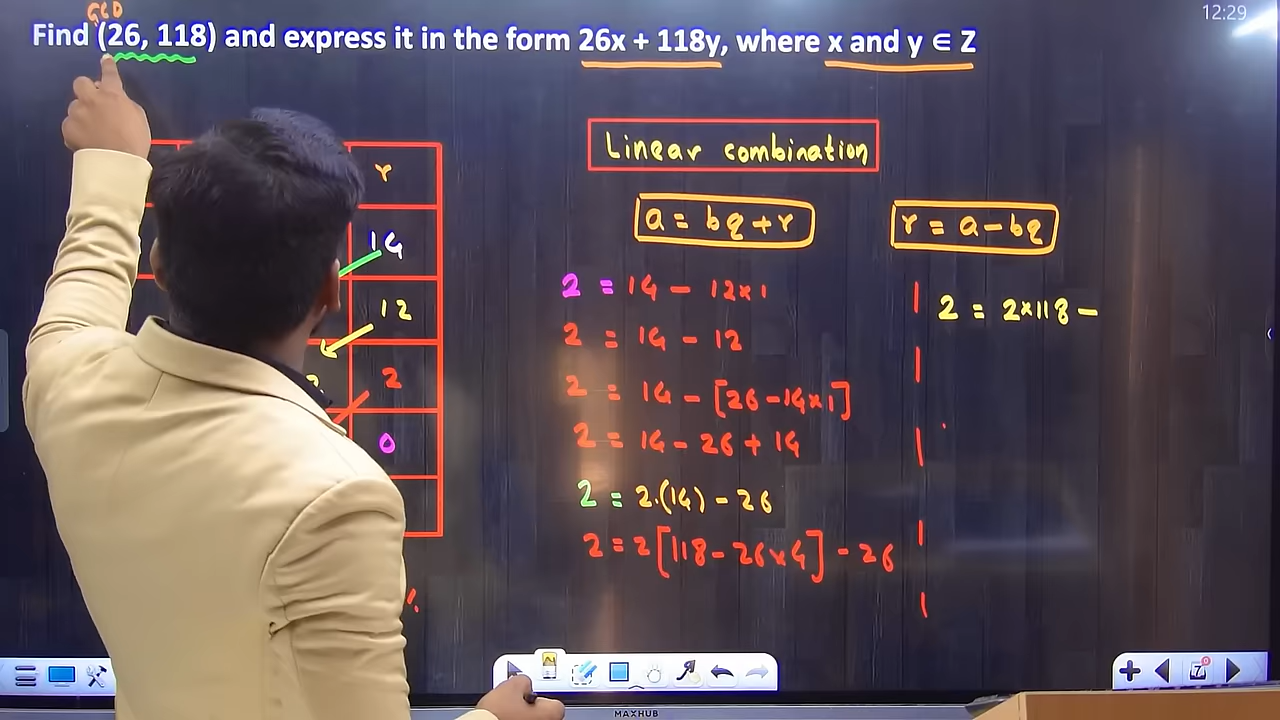 12:29
GCD
Find (26, 118) and express it in the form 26x + 118y, where x and y ∈ Z
Linear combination
r
a = bq + r
r = a - bq
14
2 = 14 - 12×1
2 = 2×118 -
12
2 = 14 - 12
2
2 = 14 - [26 - 14×1]
0
2 = 14 - 26 + 14
2 = 2.(14) - 26
2 = 2[118 - 26×4] - 26
MAXHUB